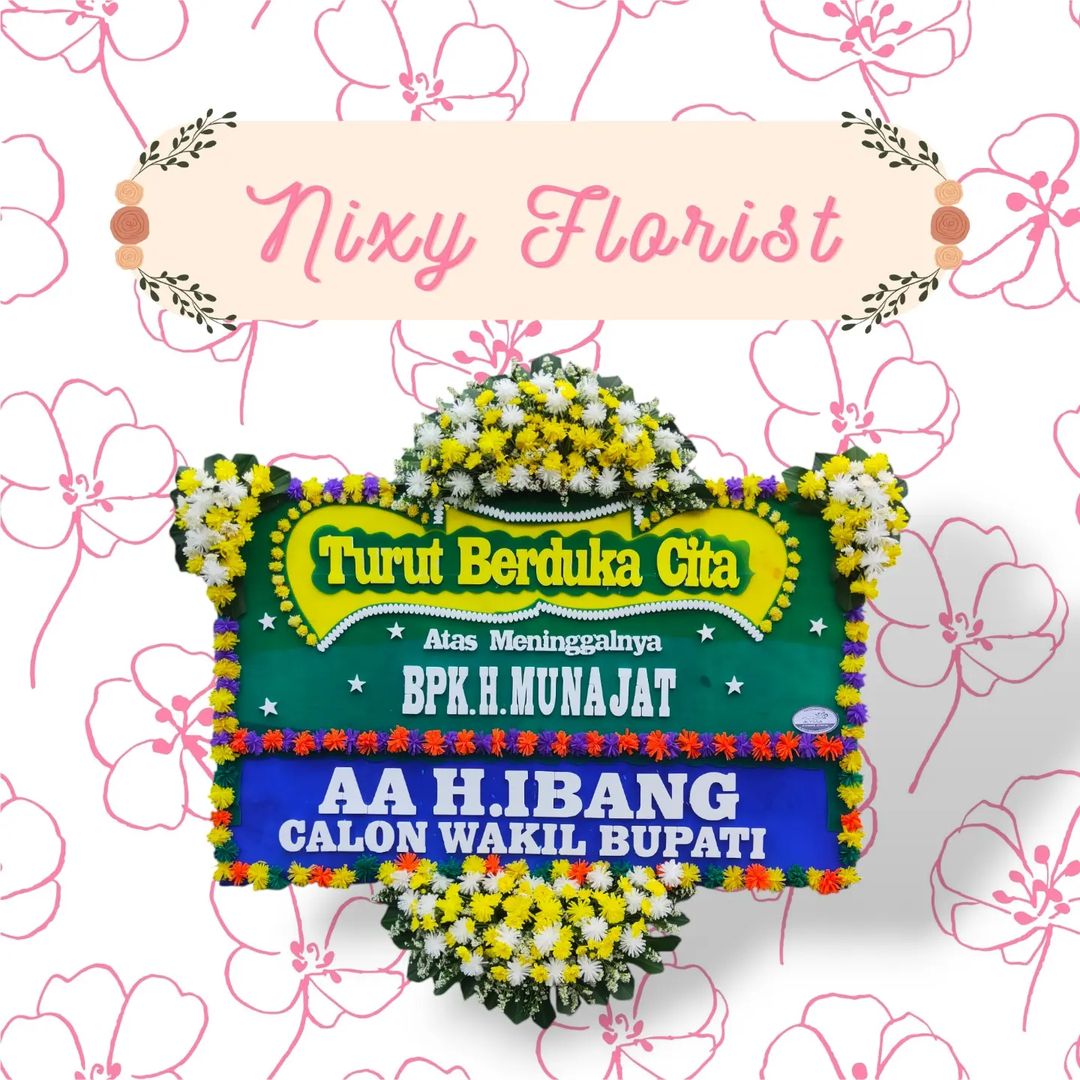 Nixy Florist
Turut Berduka Cita
Atas Meninggalnya
BPK.H.MUNAJAT
AA H.IBANG
CALON WAKIL BUPATI